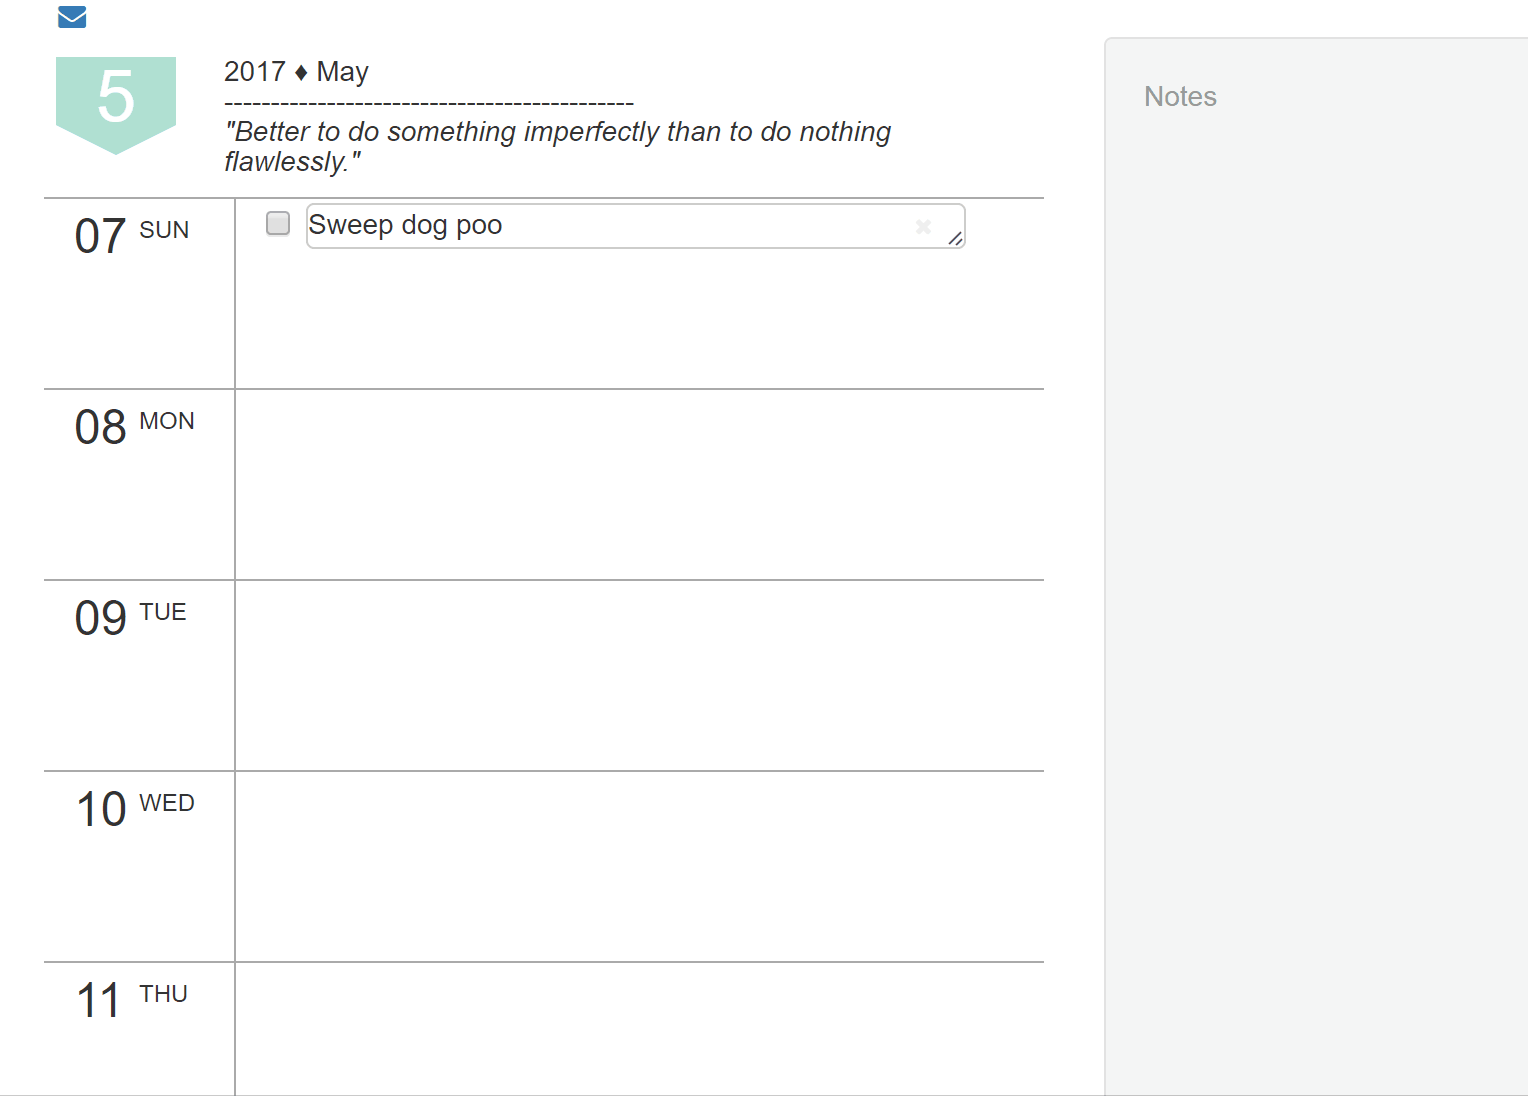 5
2017 ♦ May
--------------------------------------------
"Better to do something imperfectly than to do nothing
flawlessly."
07 SUN
Sweep dog poo
08 MON
09 TUE
10 WED
11 THU
Notes